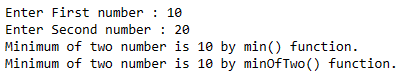 Enter First number : 10
Enter Second number : 20
Minimum of two number is 10 by min() function.
Minimum of two number is 10 by minOfTwo() function.